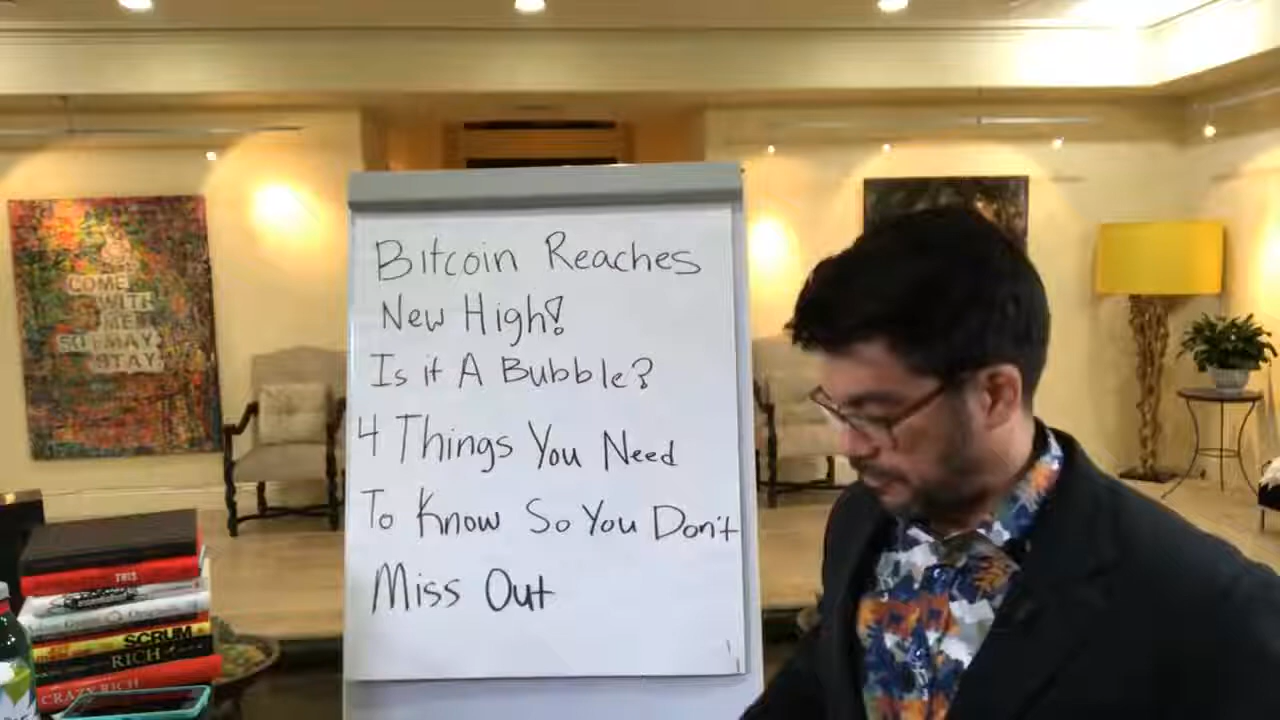 Bitcoin Reaches
New High!
Is it A Bubble?
4 Things You Need
To Know So You Don't
Miss Out
COME
WITH
ME
SO I MAY
STAY
THIS
SCRUM
RICH
CRAZY RICH